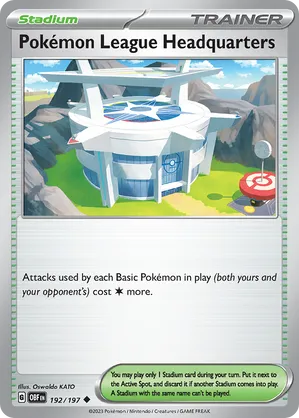 Stadium
TRAINER
Pokémon League Headquarters
Attacks used by each Basic Pokémon in play (both yours and
your opponent's) cost ✶ more.
Illus. Oswaldo KATO
G OBF EN 192/197 ◆
You may play only 1 Stadium card during your turn. Put it next to
the Active Spot, and discard it if another Stadium comes into play.
A Stadium with the same name can't be played.
©2023 Pokémon / Nintendo / Creatures / GAME FREAK